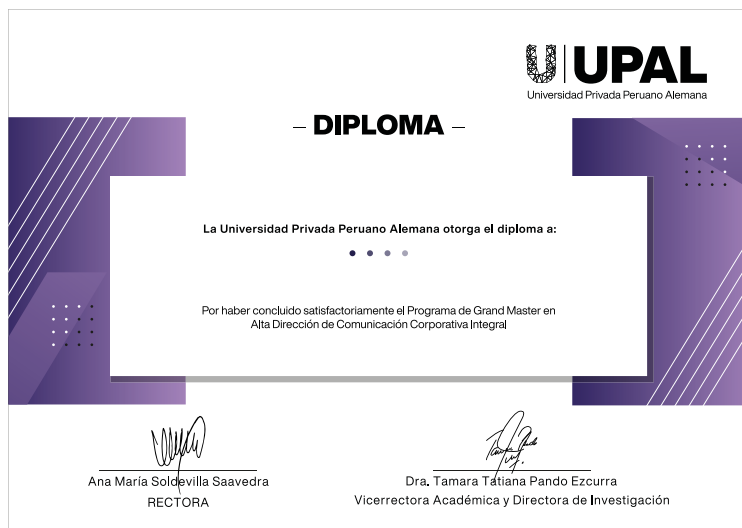 UPAL
Universidad Privada Peruano Alemana
– DIPLOMA –
La Universidad Privada Peruano Alemana otorga el diploma a:
Por haber concluido satisfactoriamente el Programa de Grand Master en
Alta Dirección de Comunicación Corporativa Integral
Ana María Soldevilla Saavedra
RECTORA
Dra. Tamara Tatiana Pando Ezcurra
Vicerrectora Académica y Directora de Investigación